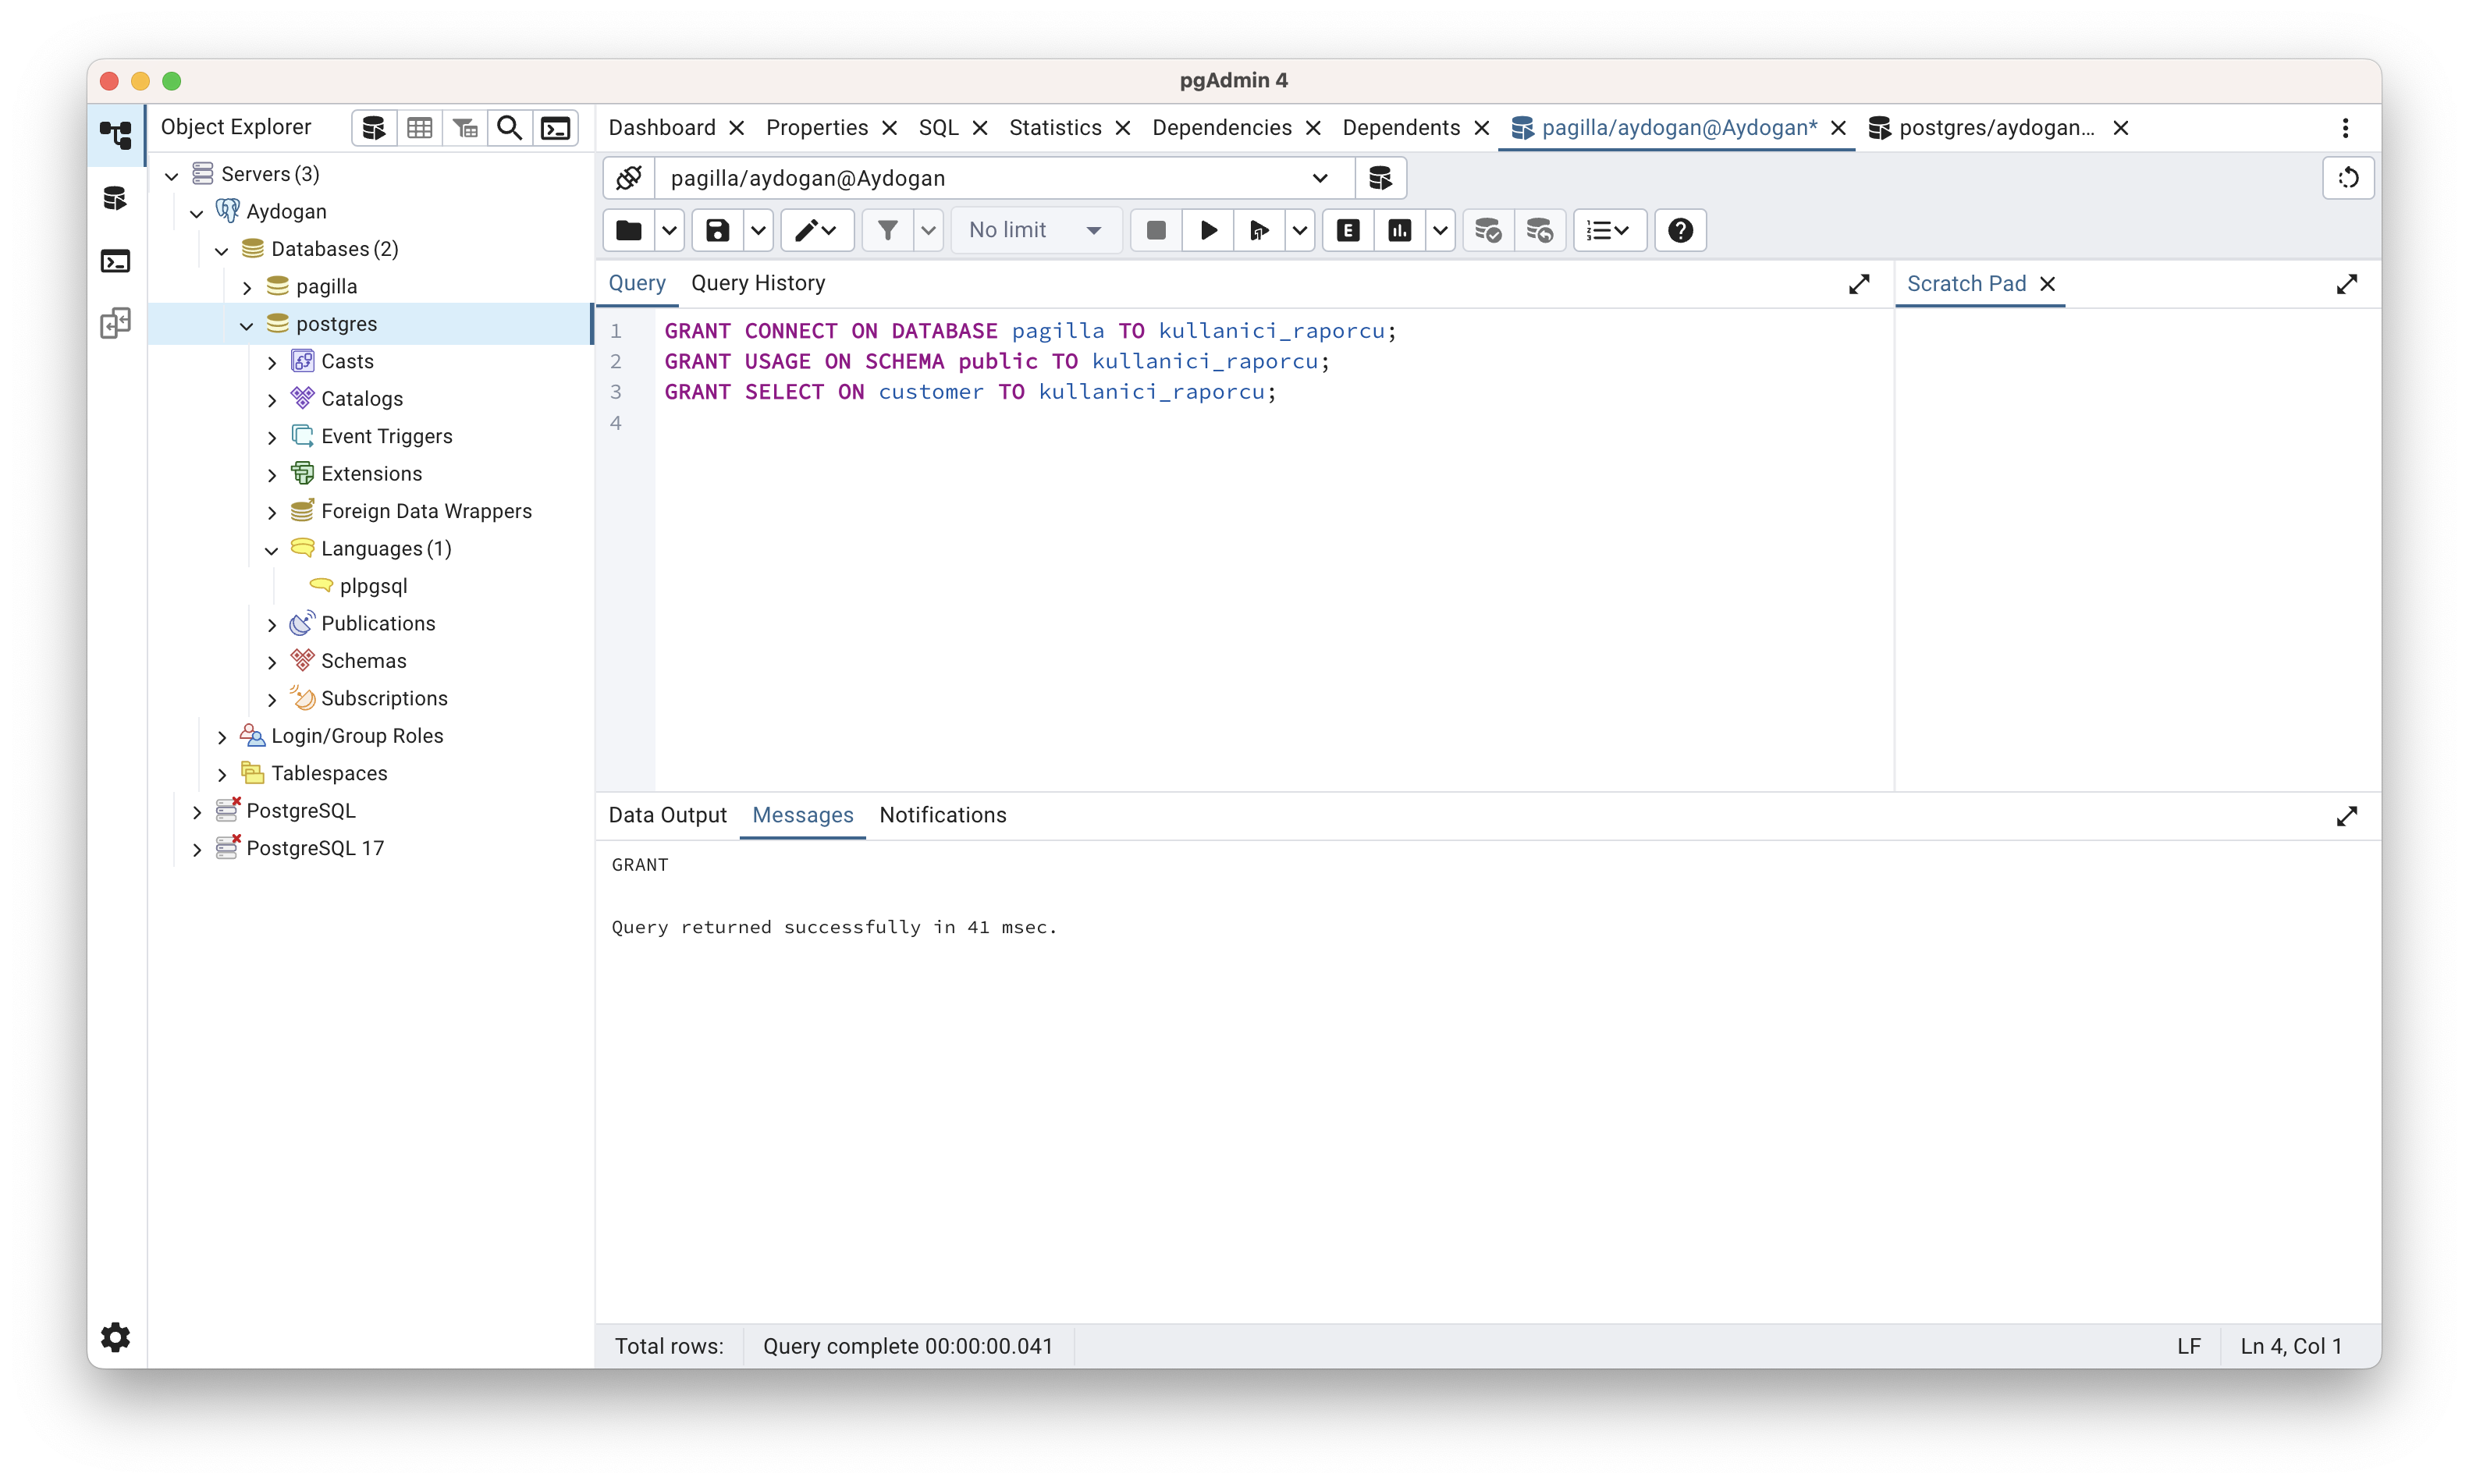 pgAdmin 4
Object Explorer
Servers (3)
Aydogan
Databases (2)
pagilla
postgres
Casts
Catalogs
Event Triggers
Extensions
Foreign Data Wrappers
Languages (1)
plpgsql
Publications
Schemas
Subscriptions
Login/Group Roles
Tablespaces
PostgreSQL
PostgreSQL 17
Dashboard Properties SQL Statistics Dependencies Dependents pagilla/aydogan@Aydogan* postgres/aydogan...
pagilla/aydogan@Aydogan
No limit E
Query Query History
Scratch Pad
1 GRANT CONNECT ON DATABASE pagilla TO kullanici_raporcu;
2 GRANT USAGE ON SCHEMA public TO kullanici_raporcu;
3 GRANT SELECT ON customer TO kullanici_raporcu;
4
Data Output Messages Notifications
GRANT
Query returned successfully in 41 msec.
Total rows: Query complete 00:00:00.041 LF Ln 4, Col 1